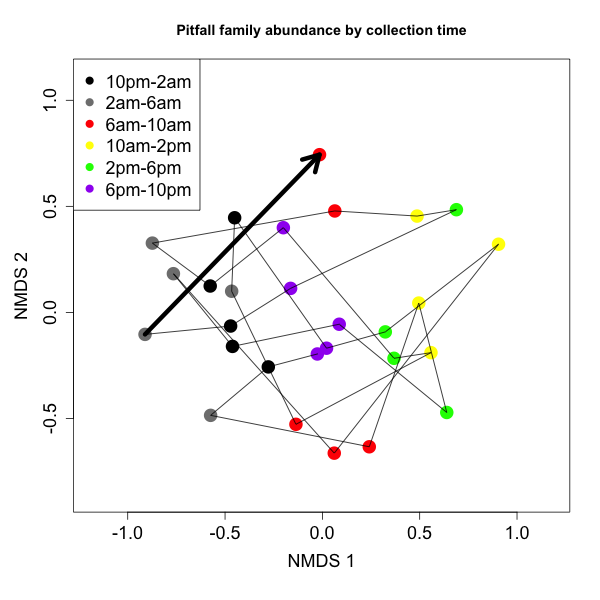 Pitfall family abundance by collection time
10pm-2am
2am-6am
6am-10am
10am-2pm
2pm-6pm
6pm-10pm
1.0
0.5
0.0
-0.5
NMDS 2
-1.0 -0.5 0.0 0.5 1.0
NMDS 1